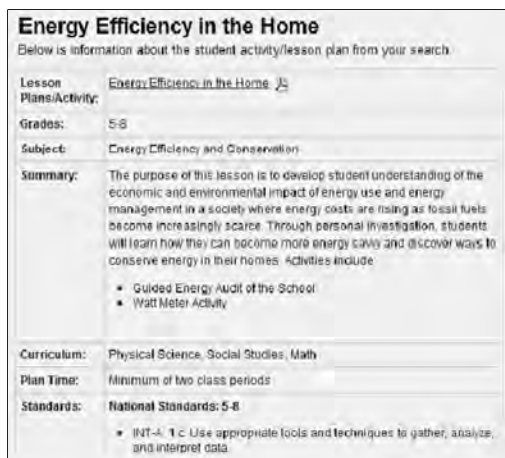 Energy Efficiency in the Home
Below is information about the student activity/lesson plan from your search.
Lesson Plans/Activity: Energy Efficiency in the Home
Grades: 5-8
Subject: Energy Efficiency and Conservation
Summary: The purpose of this lesson is to develop student understanding of the
economic and environmental impact of energy use and energy
management in a society where energy costs are rising as fossil fuels
become increasingly scarce. Through personal investigation, students
will learn how they can become more energy savvy and discover ways to
conserve energy in their homes. Activities include
• Guided Energy Audit of the School
• Watt Meter Activity
Curriculum: Physical Science, Social Studies, Math
Plan Time: Minimum of two class periods
Standards: National Standards: 5-8
• INT-A: 1.c. Use appropriate tools and techniques to gather, analyze,
and interpret data